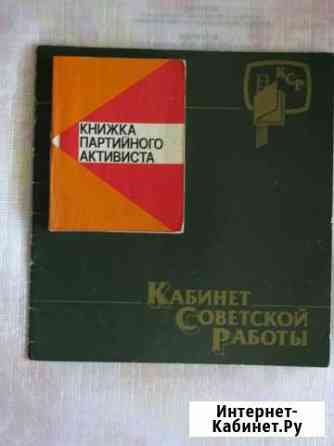 КСР
КНИЖКА
ПАРТИЙНОГО
АКТИВИСТА
КАБИНЕТ
СОВЕТСКОЙ
РАБОТЫ
Интернет-
Кабинет.Ру